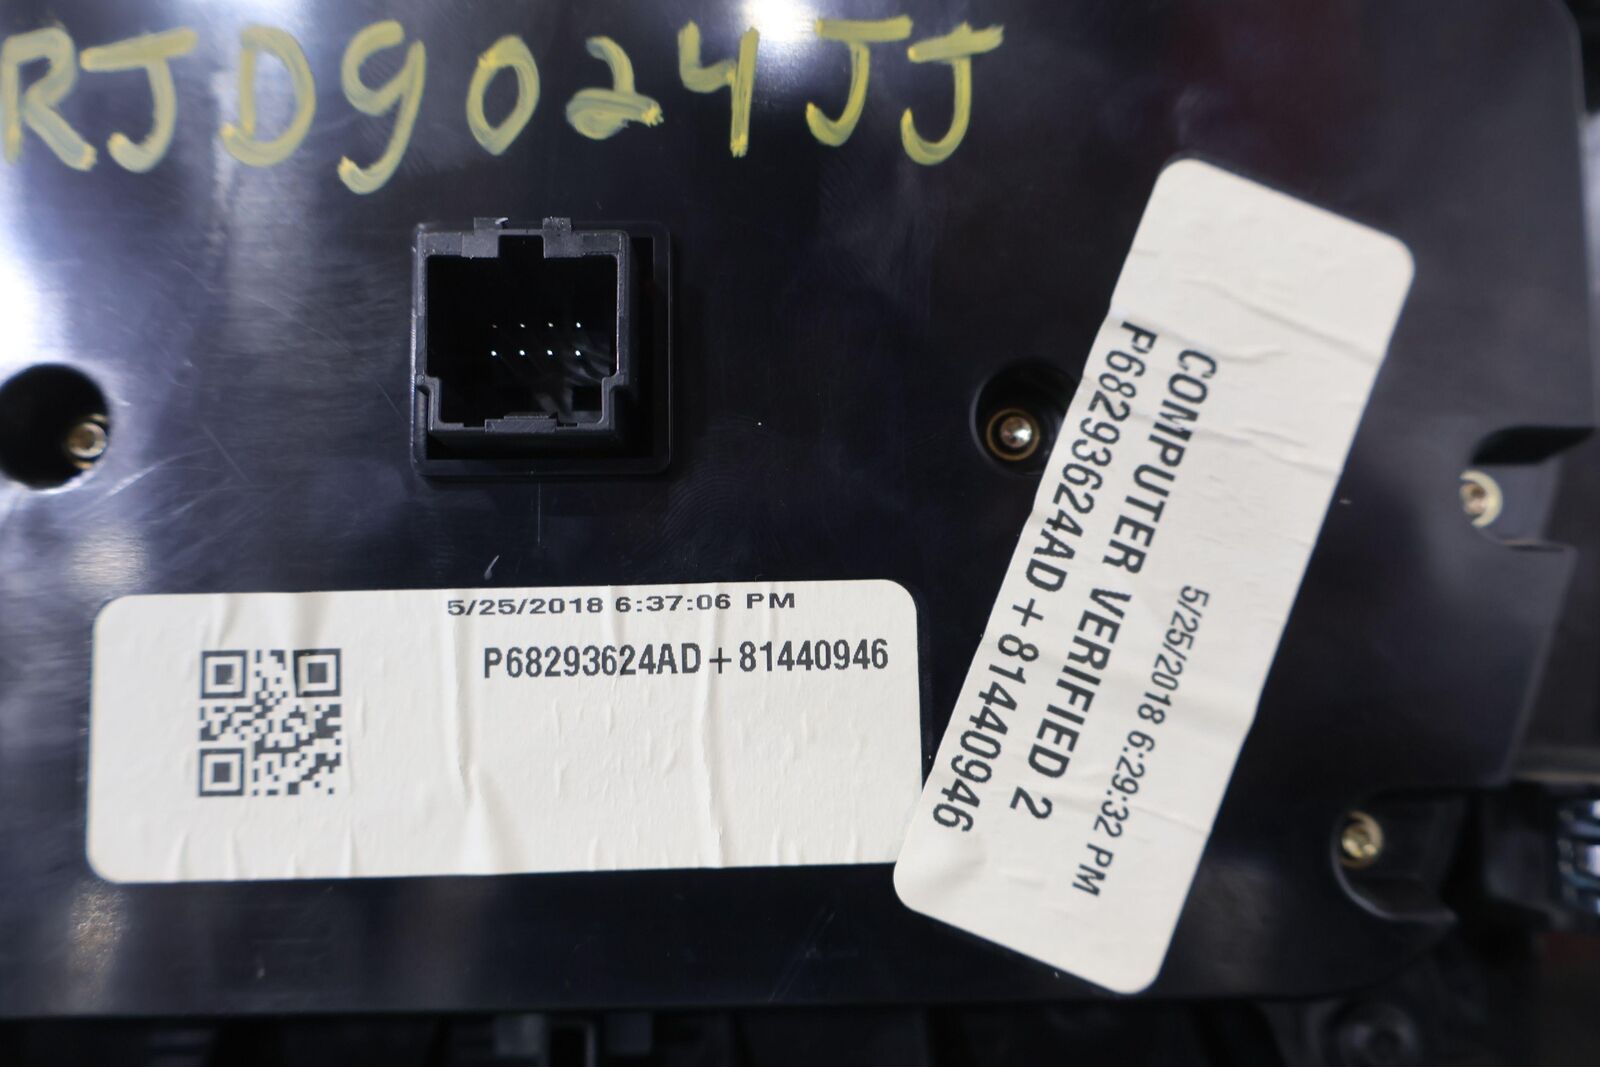 RJD9024JJ
5/25/2018 6:37:06 PM
P68293624AD+81440946
5/25/2018 6:29:32 PM
COMPUTER VERIFIED 2
P68293624AD+81440946